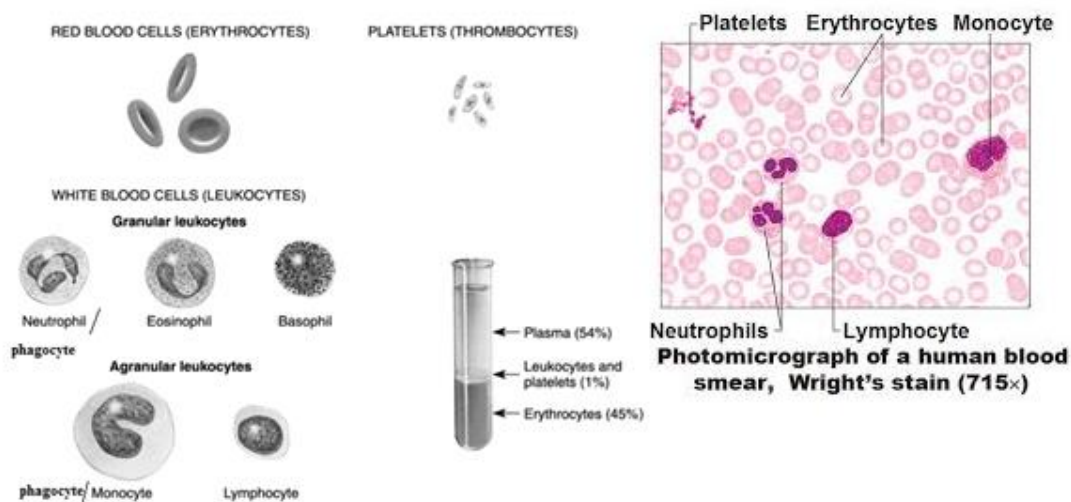 RED BLOOD CELLS (ERYTHROCYTES)
PLATELETS (THROMBOCYTES)
WHITE BLOOD CELLS (LEUKOCYTES)
Granular leukocytes
Neutrophil /
Eosinophil
Basophil
phagocyte
Agranular leukocytes
phagocyte/ Monocyte
Lymphocyte
Plasma (54%)
Leukocytes and
platelets (1%)
Erythrocytes (45%)
Platelets
Erythrocytes
Monocyte
Neutrophils
Lymphocyte
Photomicrograph of a human blood
smear, Wright's stain (715×)